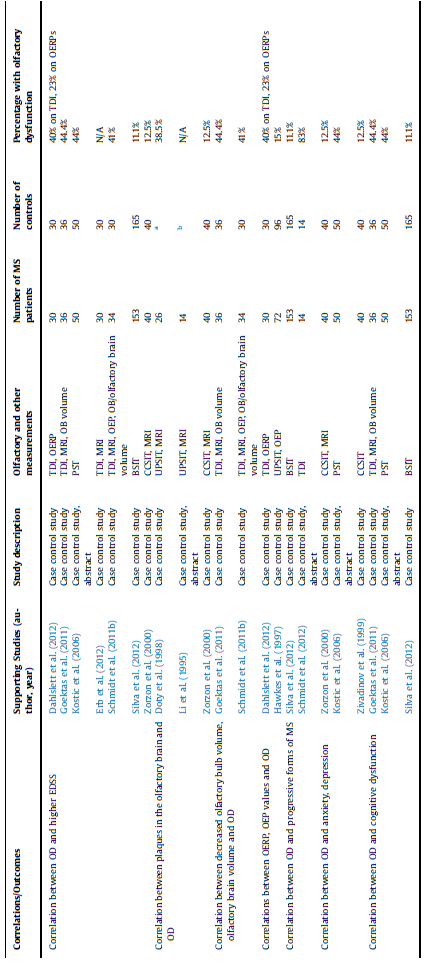 Correlations/Outcomes Supporting Studies (au- Study description Olfactory and other Number of MS Number of Percentage with olfactory
thor, year) measurements patients controls dysfunction
Correlation between OD and higher EDSS Dahlslett et al. (2012) Case control study TDI, OERP 30 30 40% on TDI, 23% on OERPs
Goektas et al. (2011) Case control study TDI, MRI, OB volume 36 36 44.4%
Kostic et al. (2006) Case control study, PST 50 50 44%
abstract
Erb et al. (2012) Case control study TDI, MRI 30 30 N/A
Schmidt et al. (2011b) Case control study TDI, MRI, OEP, OB/olfactory brain 34 30 41%
volume
Silva et al. (2012) Case control study BSIT 153 165 11.1%
Zorzon et al. (2000) Case control study CCSIT, MRI 40 40 12.5%
Correlation between plaques in the olfactory brain and Doty et al. (1998) Case control study UPSIT, MRI 26 a 38.5%
OD
Li et al. (1995) Case control study, UPSIT, MRI 14 b N/A
abstract
Zorzon et al. (2000) Case control study CCSIT, MRI 40 40 12.5%
Correlation between decreased olfactory bulb volume, Goektas et al. (2011) Case control study TDI, MRI, OB volume 36 36 44.4%
olfactory brain volume and OD
Schmidt et al. (2011b) Case control study TDI, MRI, OEP, OB/olfactory brain 34 30 41%
volume
Correlations between OERP, OEP values and OD Dahlslett et al. (2012) Case control study TDI, OERP 30 30 40% on TDI, 23% on OERPs
Hawkes et al. (1997) Case control study UPSIT, OEP 72 96 15%
Correlation between OD and progressive forms of MS Silva et al. (2012) Case control study BSIT 153 165 11.1%
Schmidt et al. (2012) Case control study, TDI 14 14 83%
abstract
Correlation between OD and anxiety, depression Zorzon et al. (2000) Case control study CCSIT, MRI 40 40 12.5%
Kostic et al. (2006) Case control study, PST 50 50 44%
abstract
Zivadinov et al. (1999) Case control study CCSIT 40 40 12.5%
Correlation between OD and cognitive dysfunction Goektas et al. (2011) Case control study TDI, MRI, OB volume 36 36 44.4%
Kostic et al. (2006) Case control study, PST 50 50 44%
abstract
Silva et al. (2012) Case control study BSIT 153 165 11.1%